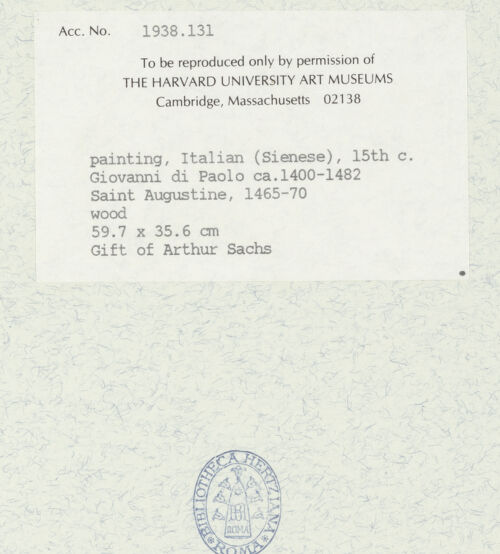 Acc. No. 1938.131
To be reproduced only by permission of
THE HARVARD UNIVERSITY ART MUSEUMS
Cambridge, Massachusetts 02138
painting, Italian (Sienese), 15th c.
Giovanni di Paolo ca.1400-1482
Saint Augustine, 1465-70
wood
59.7 x 35.6 cm
Gift of Arthur Sachs
BIBLIOTHECA HERTZIANA
BH
ROMA
ROMA